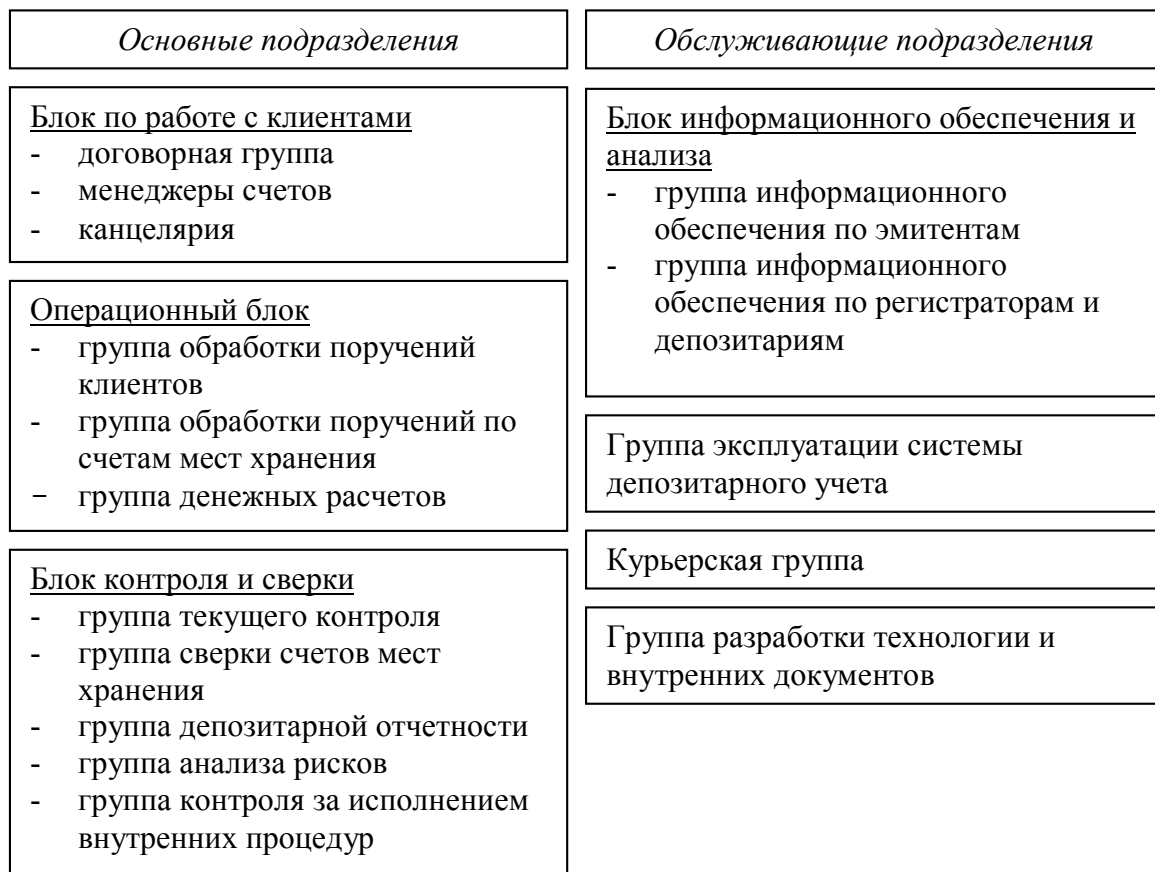 Основные подразделения
Блок по работе с клиентами
- договорная группа
- менеджеры счетов
- канцелярия
Операционный блок
- группа обработки поручений
клиентов
- группа обработки поручений по
счетам мест хранения
- группа денежных расчетов
Блок контроля и сверки
- группа текущего контроля
- группа сверки счетов мест
хранения
- группа депозитарной отчетности
- группа анализа рисков
- группа контроля за исполнением
внутренних процедур
Обслуживающие подразделения
Блок информационного обеспечения и
анализа
- группа информационного
обеспечения по эмитентам
- группа информационного
обеспечения по регистраторам и
депозитариям
Группа эксплуатации системы
депозитарного учета
Курьерская группа
Группа разработки технологии и
внутренних документов